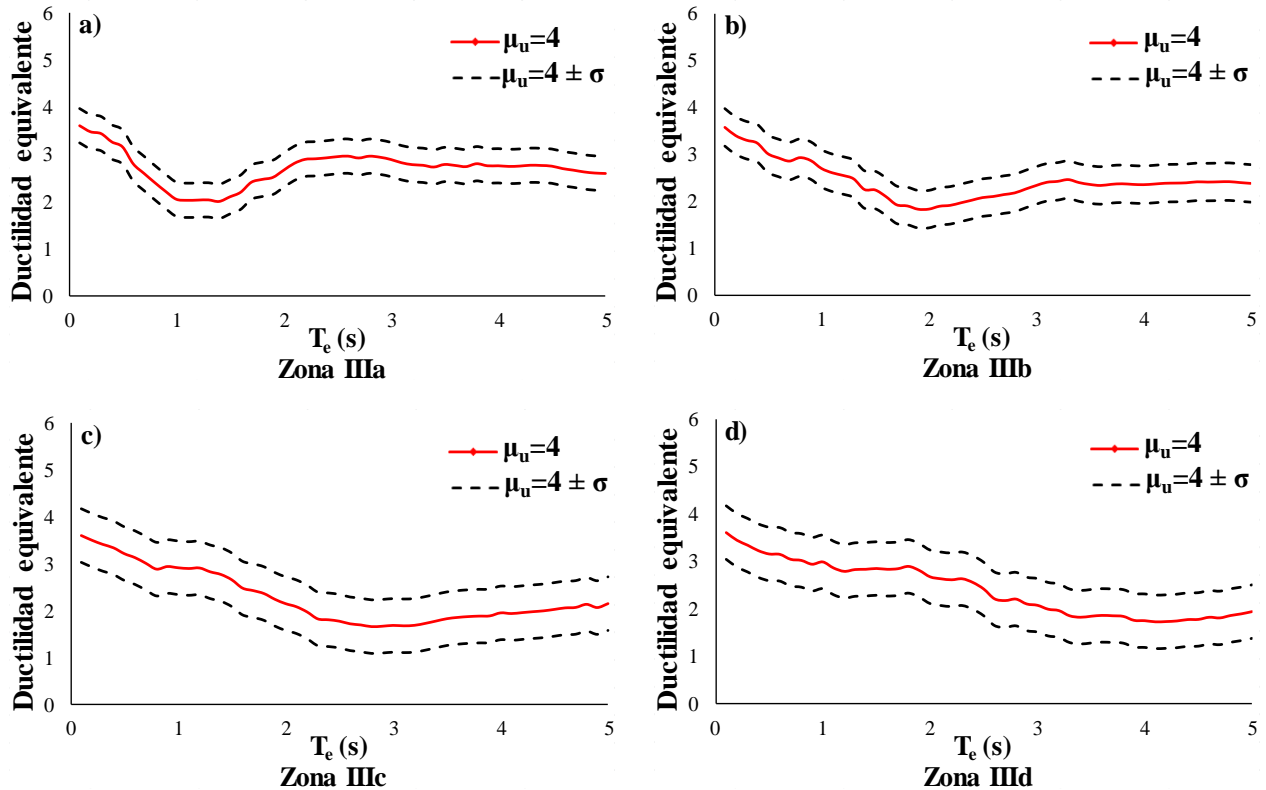 a)
Ductilidad equivalente
6
5
4
3
2
1
0
μu=4
μu=4 ± σ
0 1 2 3 4 5
Te (s)
Zona IIIa
b)
Ductilidad equivalente
6
5
4
3
2
1
0
μu=4
μu=4 ± σ
0 1 2 3 4 5
Te (s)
Zona IIIb
c)
Ductilidad equivalente
6
5
4
3
2
1
0
μu=4
μu=4 ± σ
0 1 2 3 4 5
Te (s)
Zona IIIc
d)
Ductilidad equivalente
6
5
4
3
2
1
0
μu=4
μu=4 ± σ
0 1 2 3 4 5
Te (s)
Zona IIId